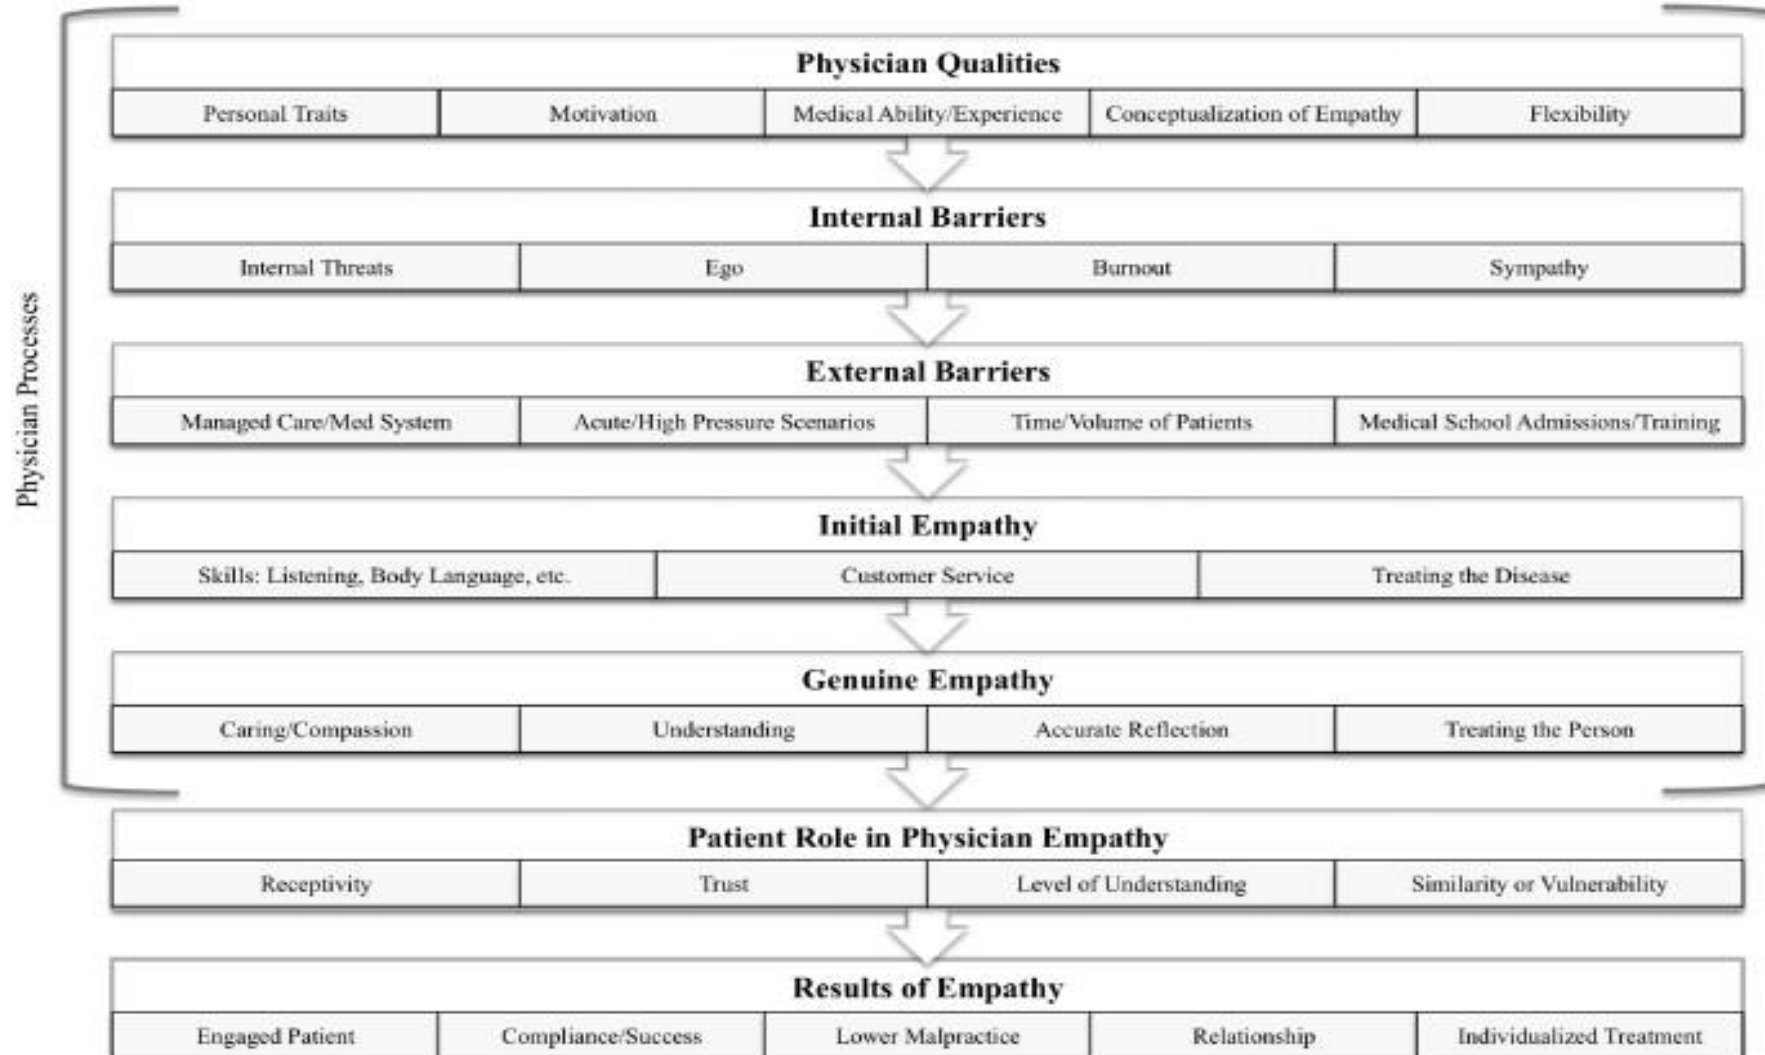 Physician Processes
Physician Qualities
Personal Traits Motivation Medical Ability/Experience Conceptualization of Empathy Flexibility
Internal Barriers
Internal Threats Ego Burnout Sympathy
External Barriers
Managed Care/Med System Acute/High Pressure Scenarios Time/Volume of Patients Medical School Admissions/Training
Initial Empathy
Skills: Listening, Body Language, etc. Customer Service Treating the Disease
Genuine Empathy
Caring/Compassion Understanding Accurate Reflection Treating the Person
Patient Role in Physician Empathy
Receptivity Trust Level of Understanding Similarity or Vulnerability
Results of Empathy
Engaged Patient Compliance/Success Lower Malpractice Relationship Individualized Treatment